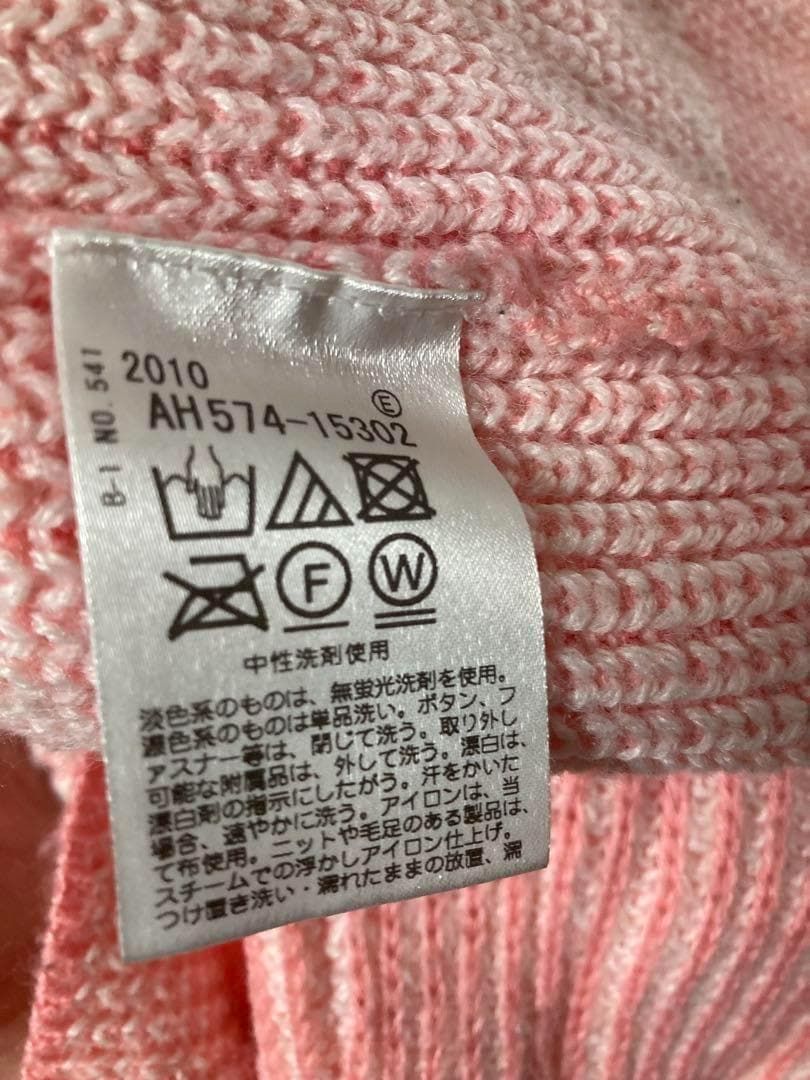 B-1 NO. 541
2010
Ⓔ
AH574-15302
F
W
中性洗剤使用
淡色系のものは、無蛍光洗剤を使用。
濃色系のものは単品洗い。ボタン、フ
ァスナー等は、閉じて洗う。取り外し
可能な附属品は、外して洗う。漂白は、
漂白剤の指示にしたがう。汗をかいた
場合、速やかに洗う。アイロンは、当
て布使用。ニットや毛足のある製品は、
スチームでの浮かしアイロン仕上げ。
つけ置き洗い・濡れたままの放置、濡